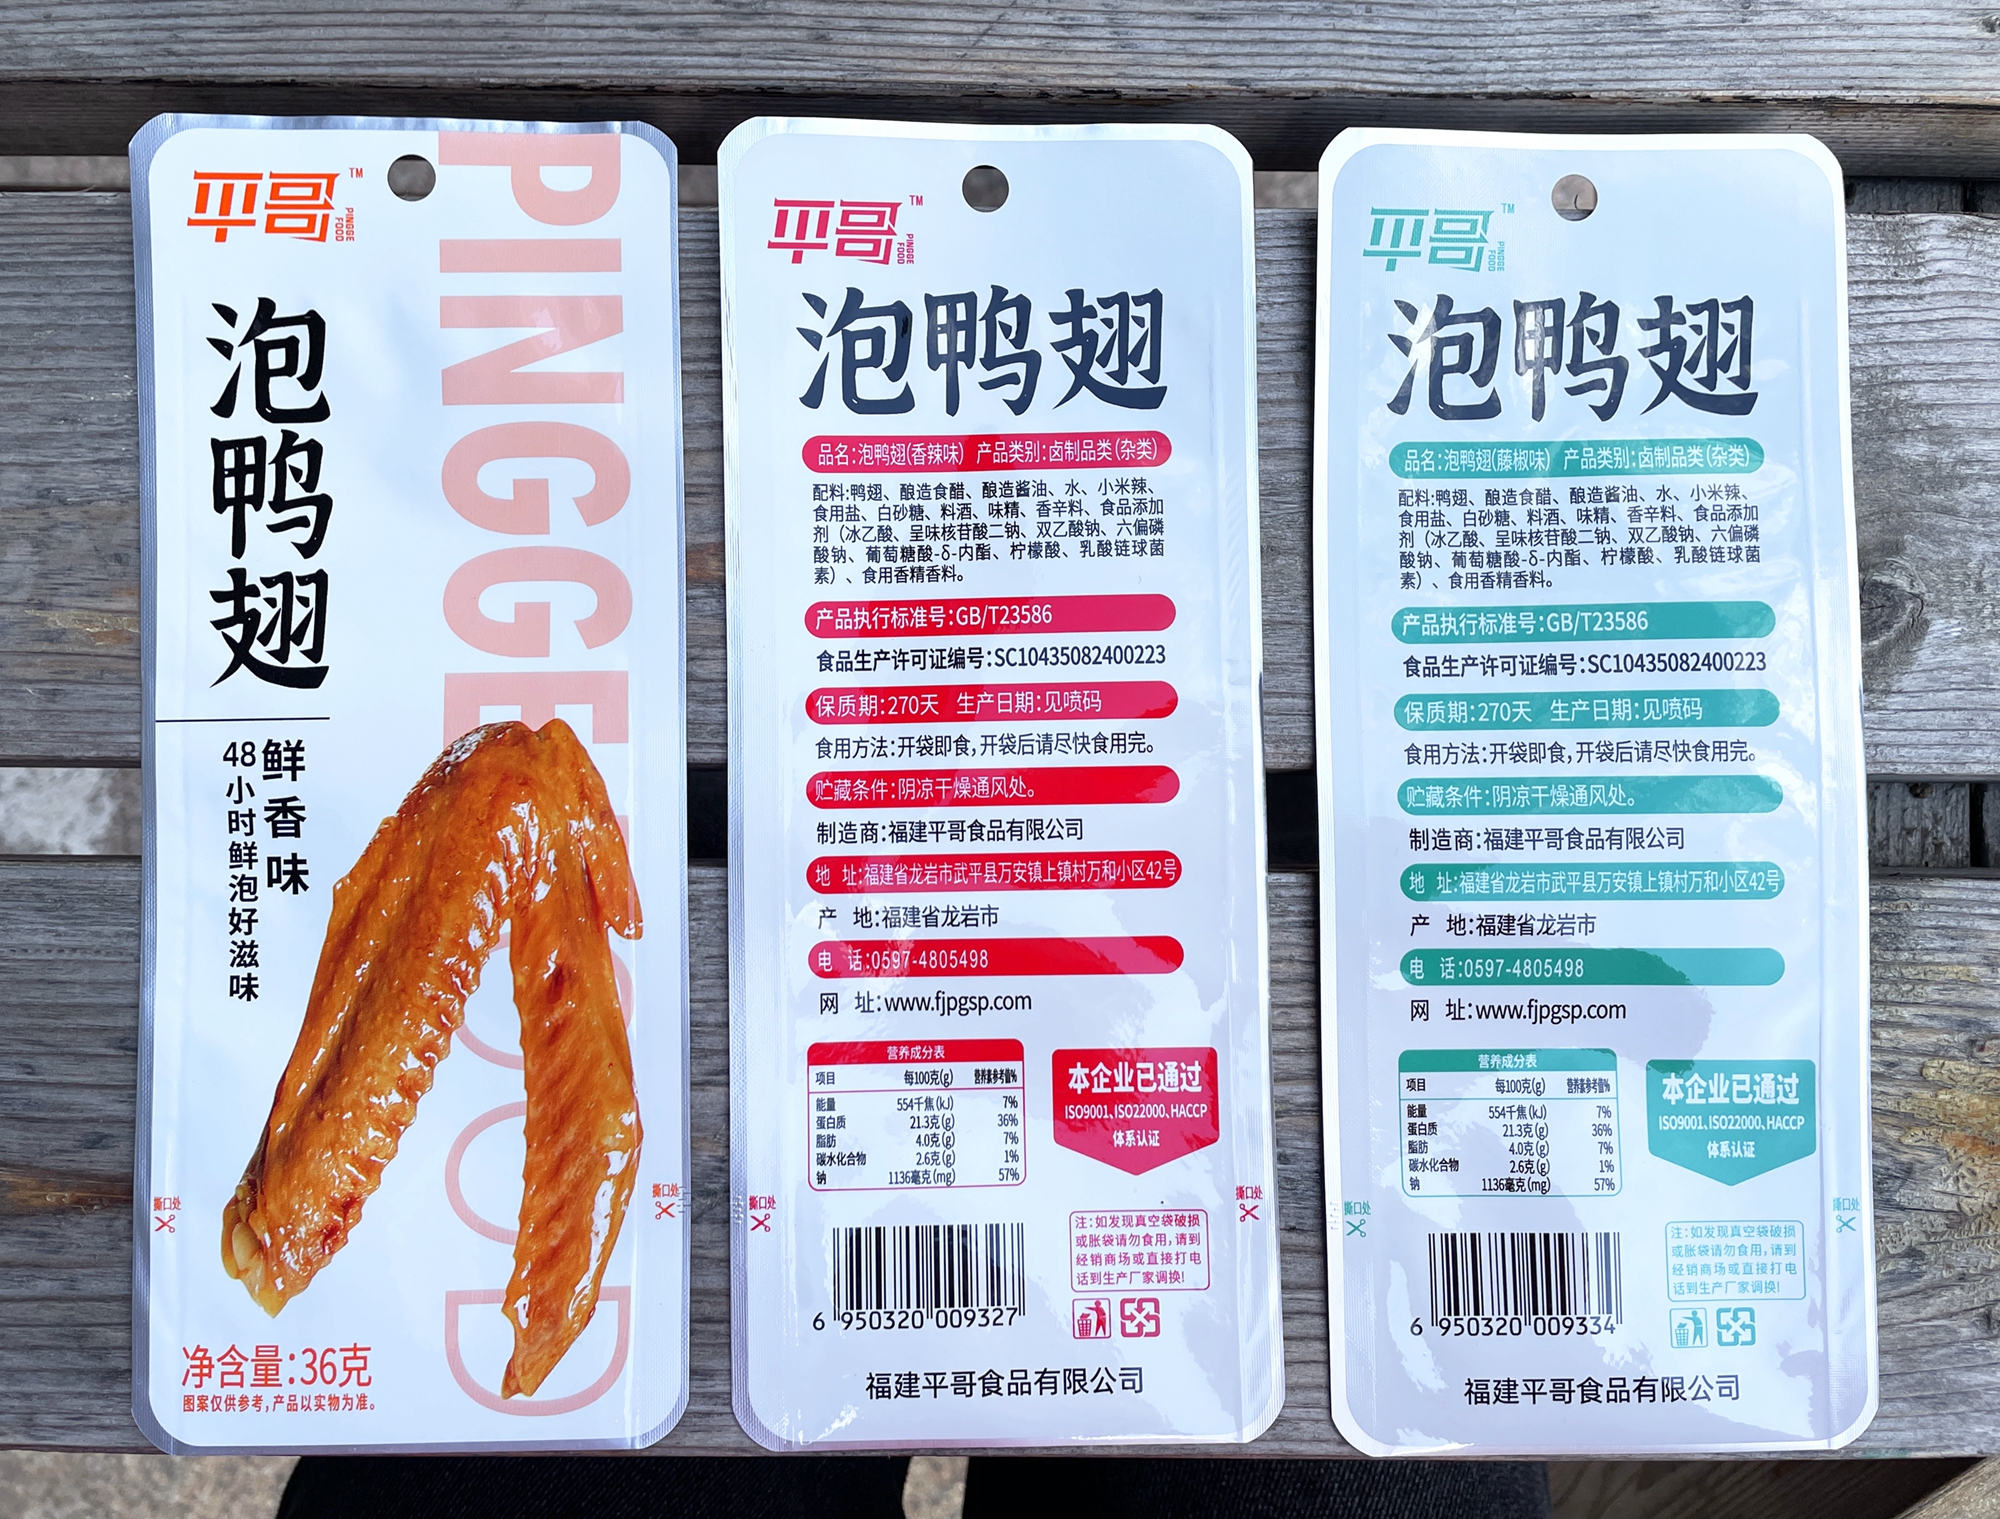 平哥
TM
PINGGE
FOOD
PINGGE FOOD
泡鸭翅
鲜香味
48小时鲜泡好滋味
撕口处
撕口处
净含量:36克
图案仅供参考,产品以实物为准。
平哥
TM
PINGGE
FOOD
泡鸭翅
品名:泡鸭翅(香辣味) 产品类别:卤制品类(杂类)
配料:鸭翅、酿造食醋、酿造酱油、水、小米辣、
食用盐、白砂糖、料酒、味精、香辛料、食品添加
剂（冰乙酸、呈味核苷酸二钠、双乙酸钠、六偏磷
酸钠、葡萄糖酸-δ-内酯、柠檬酸、乳酸链球菌
素）、食用香精香料。
产品执行标准号:GB/T23586
食品生产许可证编号:SC10435082400223
保质期:270天 生产日期:见喷码
食用方法:开袋即食,开袋后请尽快食用完。
贮藏条件:阴凉干燥通风处。
制造商:福建平哥食品有限公司
地 址:福建省龙岩市武平县万安镇上镇村万和小区42号
产 地:福建省龙岩市
电 话:0597-4805498
网 址:www.fjpgsp.com
营养成分表
项目 每100克(g) 营养素参考值%
能量 554千焦(kJ) 7%
蛋白质 21.3克(g) 36%
脂肪 4.0克(g) 7%
碳水化合物 2.6克(g) 1%
钠 1136毫克(mg) 57%
本企业已通过
ISO9001、ISO22000、HACCP
体系认证
撕口处
撕口处
注:如发现真空袋破损
或胀袋请勿食用,请到
经销商场或直接打电
话到生产厂家调换!
6 950320 009327
福建平哥食品有限公司
平哥
TM
PINGGE
FOOD
泡鸭翅
品名:泡鸭翅(藤椒味) 产品类别:卤制品类(杂类)
配料:鸭翅、酿造食醋、酿造酱油、水、小米辣、
食用盐、白砂糖、料酒、味精、香辛料、食品添加
剂（冰乙酸、呈味核苷酸二钠、双乙酸钠、六偏磷
酸钠、葡萄糖酸-δ-内酯、柠檬酸、乳酸链球菌
素）、食用香精香料。
产品执行标准号:GB/T23586
食品生产许可证编号:SC10435082400223
保质期:270天 生产日期:见喷码
食用方法:开袋即食,开袋后请尽快食用完。
贮藏条件:阴凉干燥通风处。
制造商:福建平哥食品有限公司
地 址:福建省龙岩市武平县万安镇上镇村万和小区42号
产 地:福建省龙岩市
电 话:0597-4805498
网 址:www.fjpgsp.com
营养成分表
项目 每100克(g) 营养素参考值%
能量 554千焦(kJ) 7%
蛋白质 21.3克(g) 36%
脂肪 4.0克(g) 7%
碳水化合物 2.6克(g) 1%
钠 1136毫克(mg) 57%
本企业已通过
ISO9001、ISO22000、HACCP
体系认证
撕口处
撕口处
注:如发现真空袋破损
或胀袋请勿食用,请到
经销商场或直接打电
话到生产厂家调换!
6 950320 009334
福建平哥食品有限公司